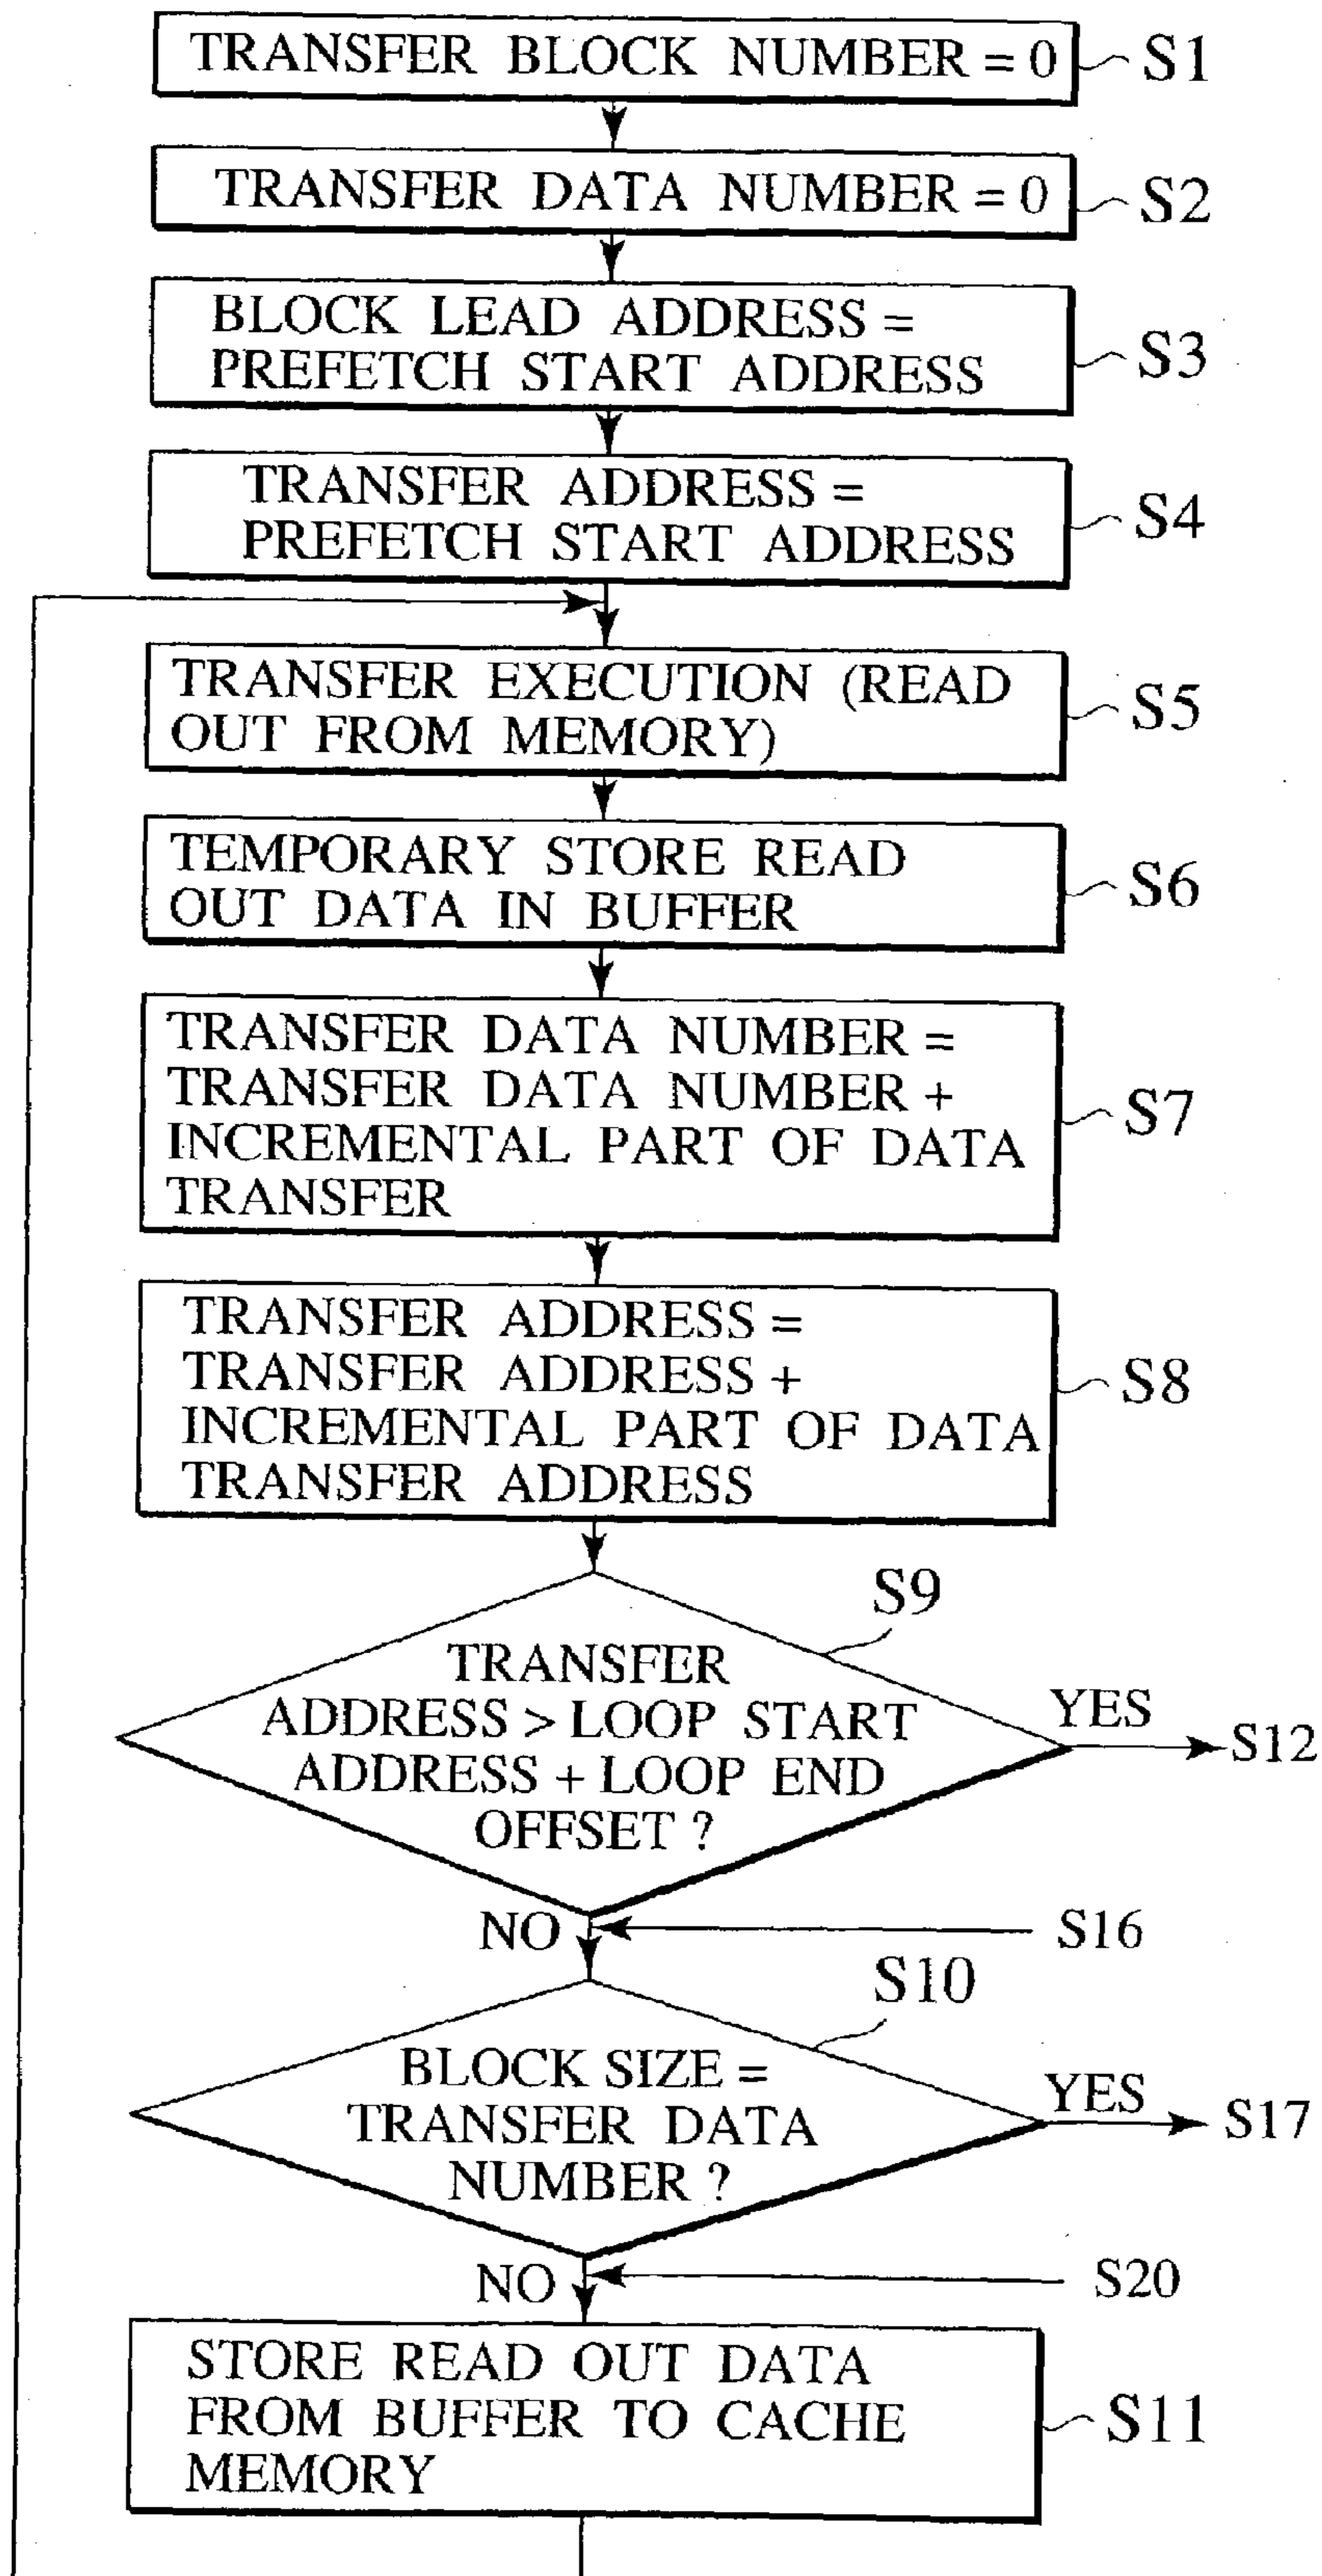 TRANSFER BLOCK NUMBER = 0
S1
TRANSFER DATA NUMBER = 0
S2
BLOCK LEAD ADDRESS =
PREFETCH START ADDRESS
S3
TRANSFER ADDRESS =
PREFETCH START ADDRESS
S4
TRANSFER EXECUTION (READ
OUT FROM MEMORY)
S5
TEMPORARY STORE READ
OUT DATA IN BUFFER
S6
TRANSFER DATA NUMBER =
TRANSFER DATA NUMBER +
INCREMENTAL PART OF DATA
TRANSFER
S7
TRANSFER ADDRESS =
TRANSFER ADDRESS +
INCREMENTAL PART OF DATA
TRANSFER ADDRESS
S8
S9
TRANSFER
ADDRESS > LOOP START
ADDRESS + LOOP END
OFFSET ?
YES
S12
NO
S16
S10
BLOCK SIZE =
TRANSFER DATA
NUMBER ?
YES
S17
NO
S20
STORE READ OUT DATA
FROM BUFFER TO CACHE
MEMORY
S11